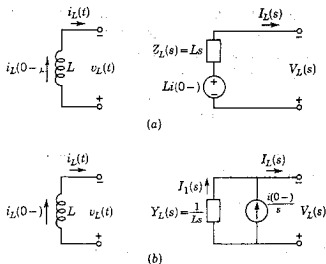 i_L(t) I_L(s)
Z_L(s)=Ls
i_L(0-) L v_L(t) Li(0-) V_L(s)
(a)
i_L(t) I_L(s)
I_1(s)
i_L(0-) L v_L(t) Y_L(s)=1/Ls i(0-)/s V_L(s)
(b)